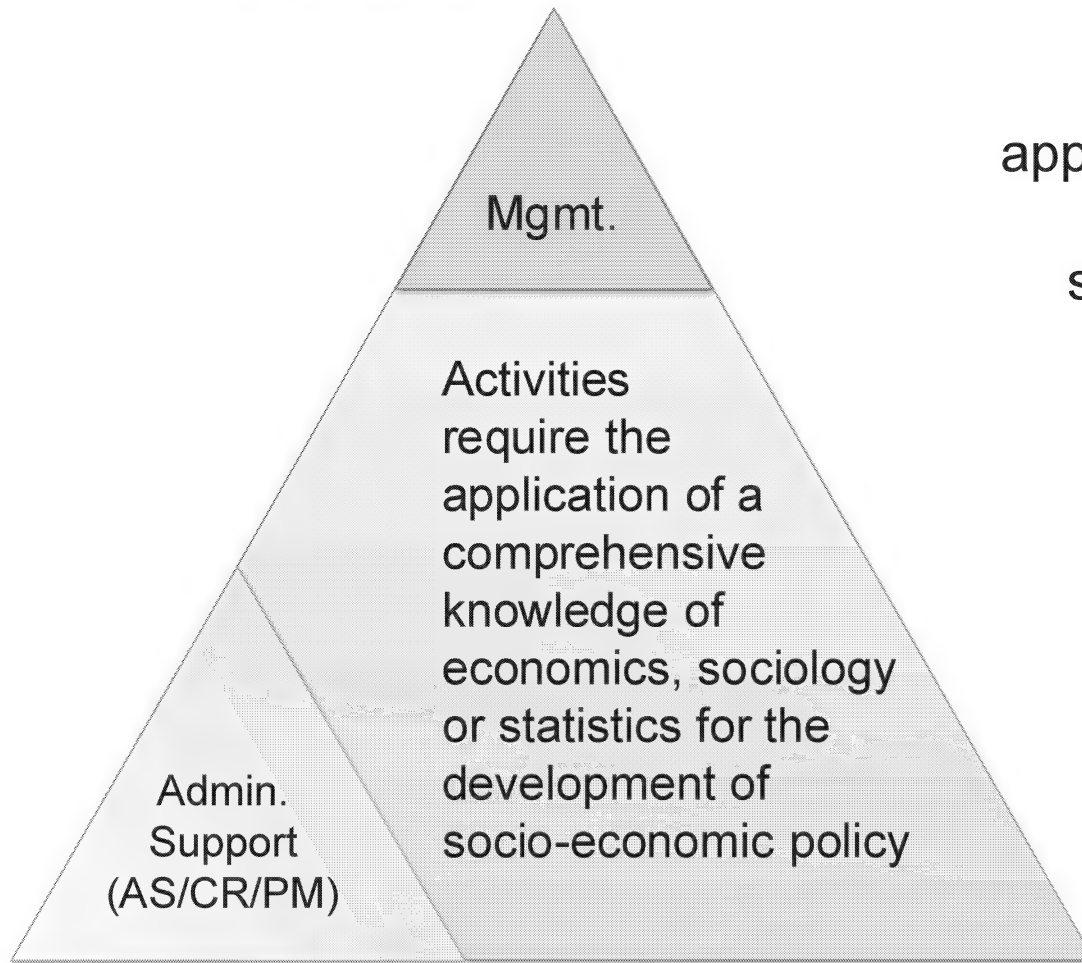 Mgmt.
Activities
require the
application of a
comprehensive
knowledge of
economics, sociology
or statistics for the
development of
socio-economic policy
Admin.
Support
(AS/CR/PM)
app
s